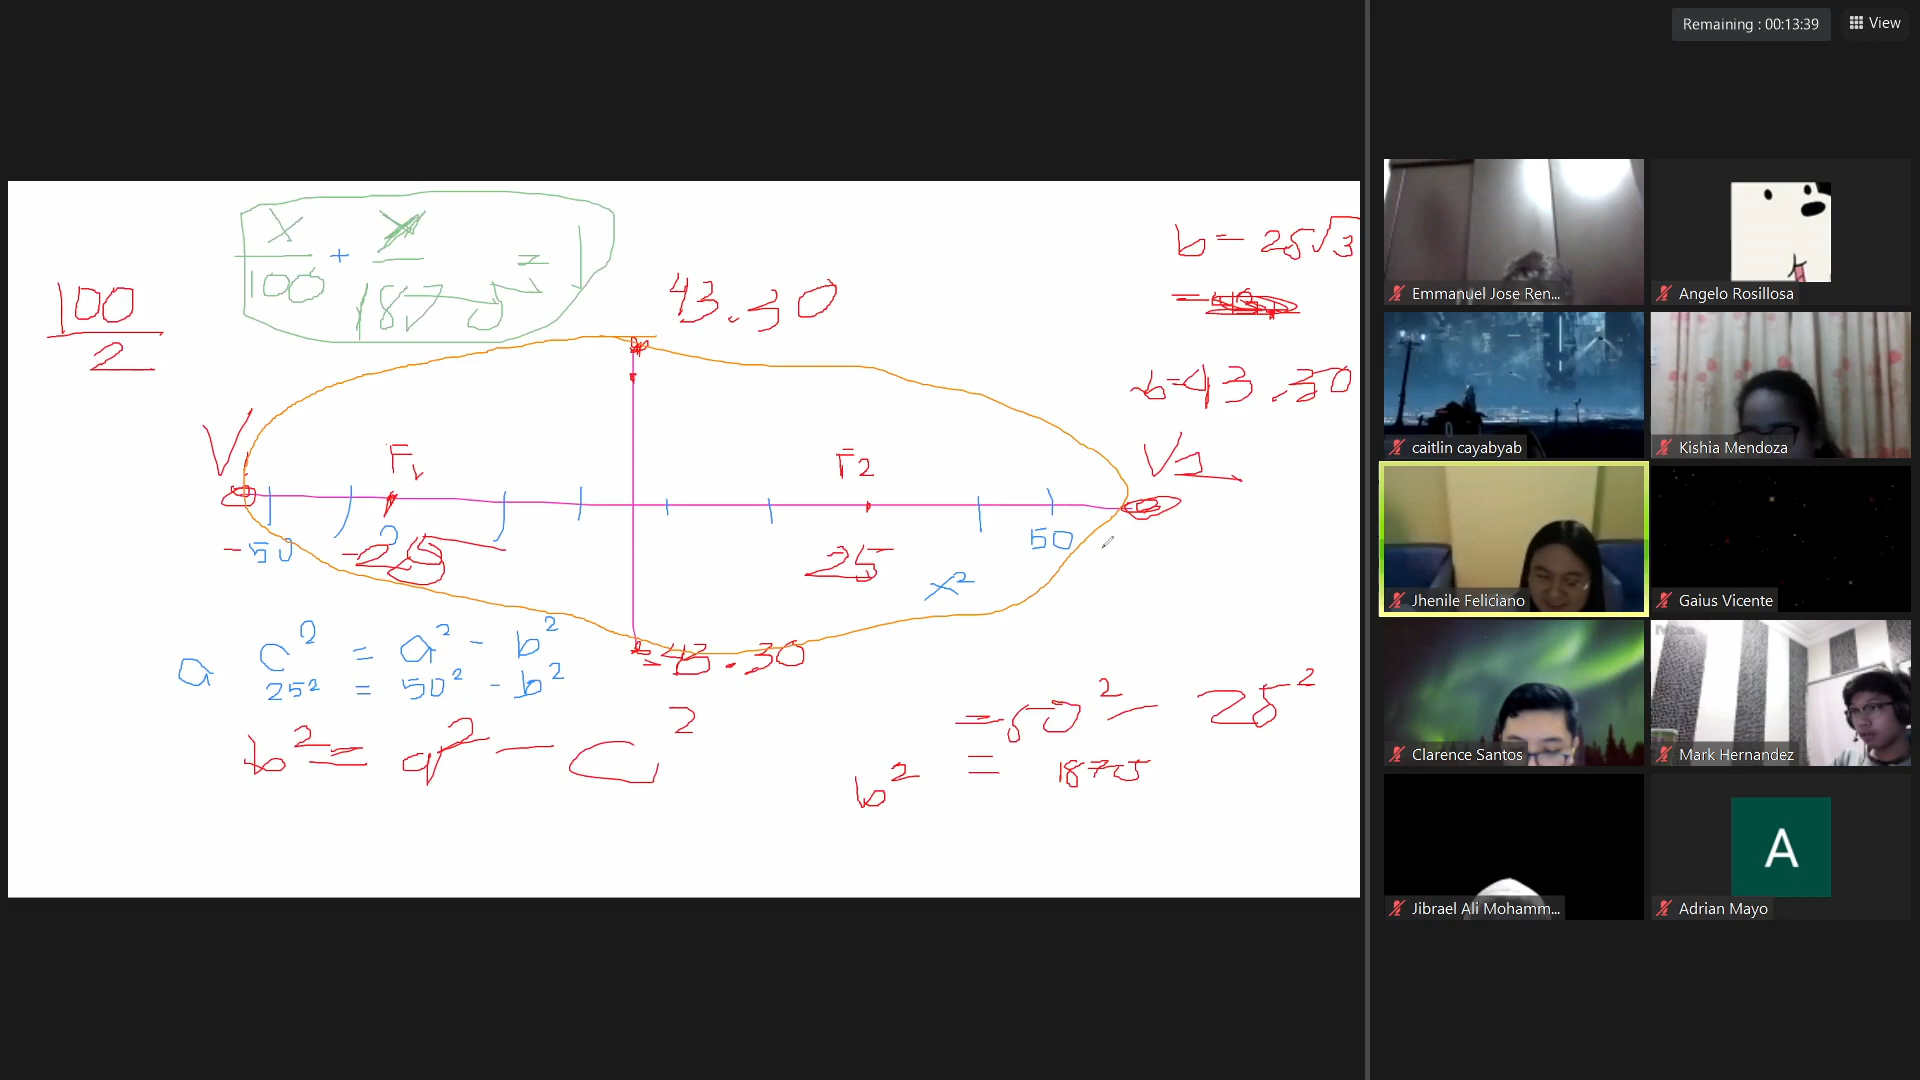 Remaining : 00:13:39
View
x/100 + x/1875 = 1
100/2
43.30
b = 25√3
b = 43.30
V
F1
F2
V2
-50
-25
25
50
x²
-43.30
a
c² = a² - b²
25² = 50² - b²
b² = a² - c²
= 50² - 25²
b² = 1875
Emmanuel Jose Ren...
Angelo Rosillosa
caitlin cayabyab
Kishia Mendoza
Jhenile Feliciano
Gaius Vicente
Clarence Santos
Mark Hernandez
Jibrael Ali Mohamm...
A
Adrian Mayo